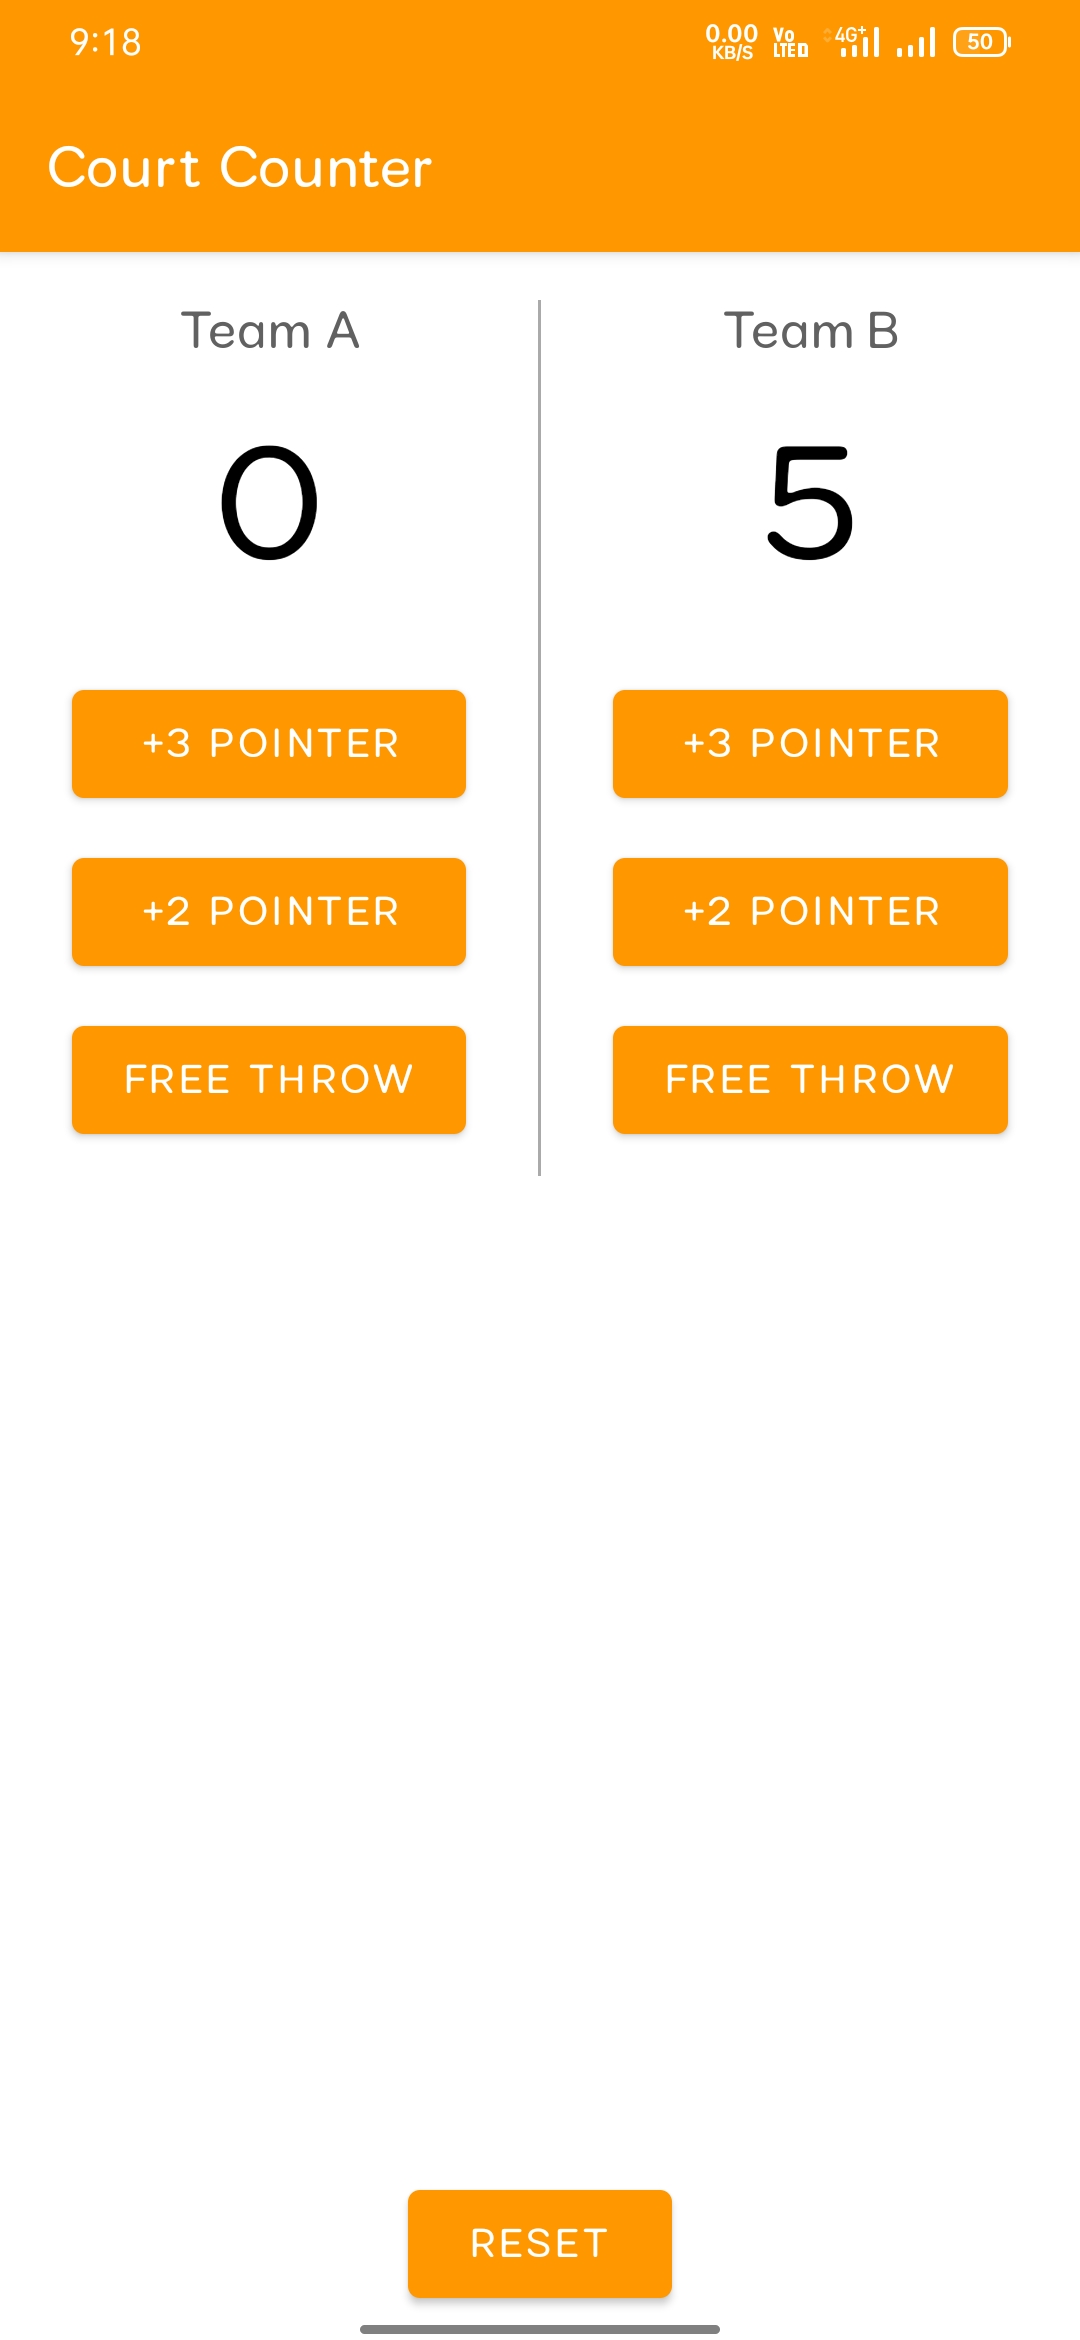 9:18
0.00 KB/S Vo LTE 4G+ 50
Court Counter
Team A
0
+3 POINTER
+2 POINTER
FREE THROW
Team B
5
+3 POINTER
+2 POINTER
FREE THROW
RESET